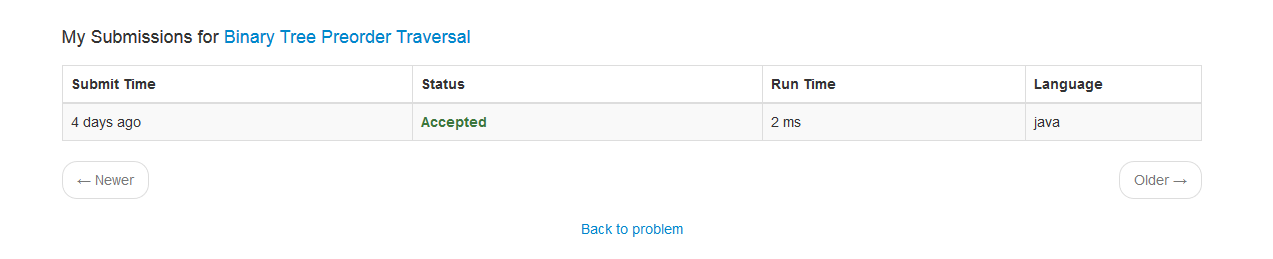 My Submissions for Binary Tree Preorder Traversal
Submit Time Status Run Time Language
4 days ago Accepted 2 ms java
← Newer Older →
Back to problem